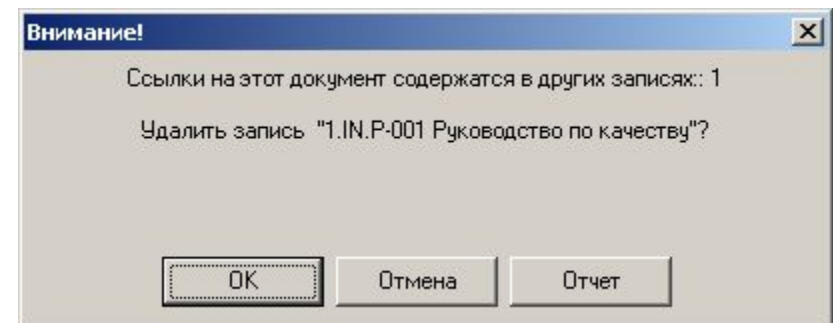 Внимание!
Ссылки на этот документ содержатся в других записях:: 1
Удалить запись "1.IN.P-001 Руководство по качеству"?
OK
Отмена
Отчет